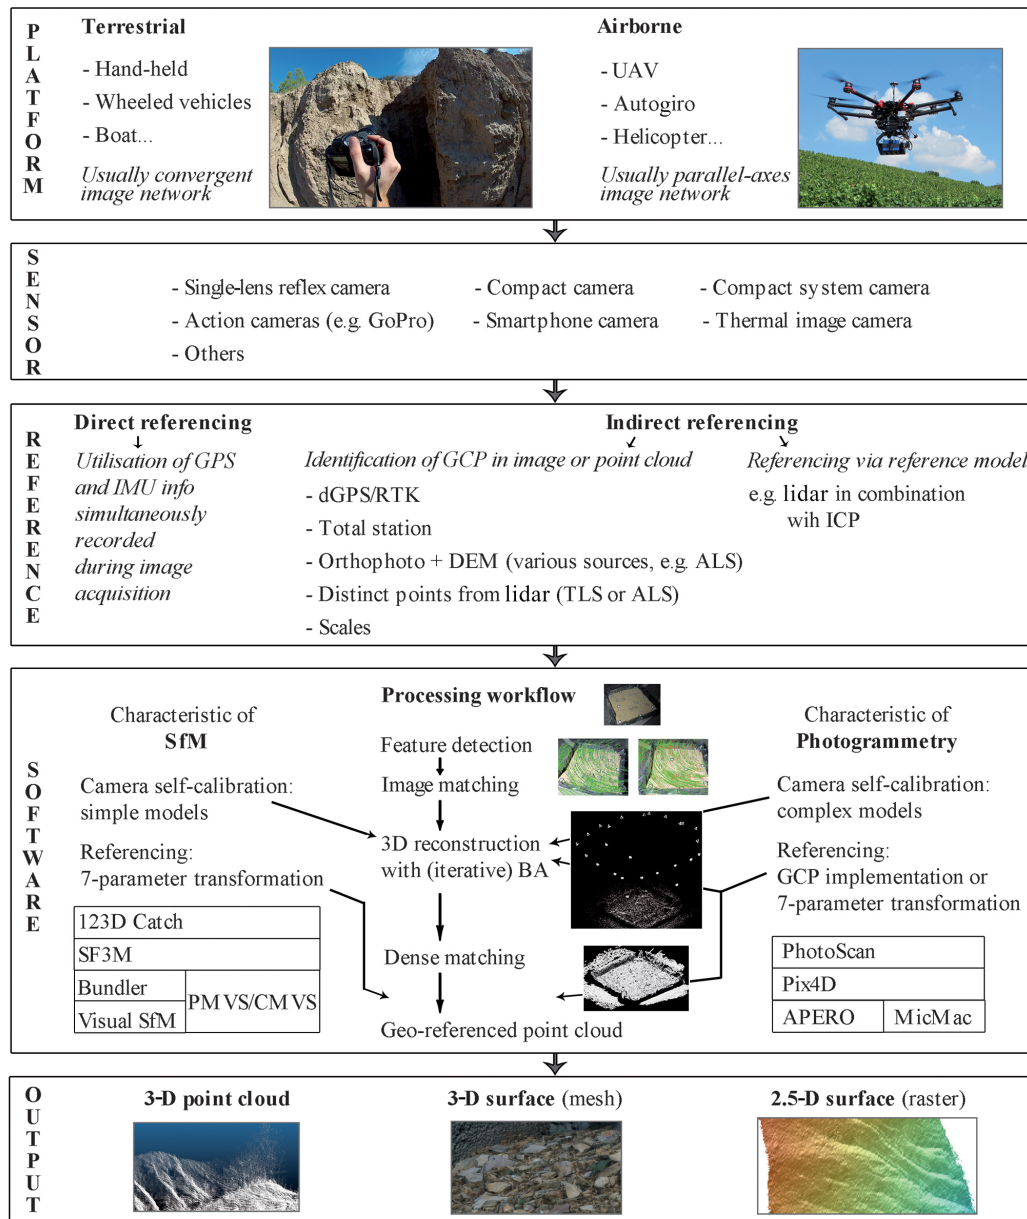 PLATFORM
Terrestrial
- Hand-held
- Wheeled vehicles
- Boat...
Usually convergent
image network
Airborne
- UAV
- Autogiro
- Helicopter...
Usually parallel-axes
image network
SENSOR
- Single-lens reflex camera
- Compact camera
- Compact system camera
- Action cameras (e.g. GoPro)
- Smartphone camera
- Thermal image camera
- Others
REFERENCE
Direct referencing
Utilisation of GPS
and IMU info
simultaneously
recorded
during image
acquisition
Indirect referencing
Identification of GCP in image or point cloud
- dGPS/RTK
- Total station
- Orthophoto + DEM (various sources, e.g. ALS)
- Distinct points from lidar (TLS or ALS)
- Scales
Referencing via reference model
e.g. lidar in combination
wih ICP
SOFTWARE
Processing workflow
Characteristic of
SfM
Camera self-calibration:
simple models
Referencing:
7-parameter transformation
123D Catch
SF3M
Bundler
Visual SfM
PMVS/CMVS
Feature detection
Image matching
3D reconstruction
with (iterative) BA
Dense matching
Geo-referenced point cloud
Characteristic of
Photogrammetry
Camera self-calibration:
complex models
Referencing:
GCP implementation or
7-parameter transformation
PhotoScan
Pix4D
APERO
MicMac
OUTPUT
3-D point cloud
3-D surface (mesh)
2.5-D surface (raster)